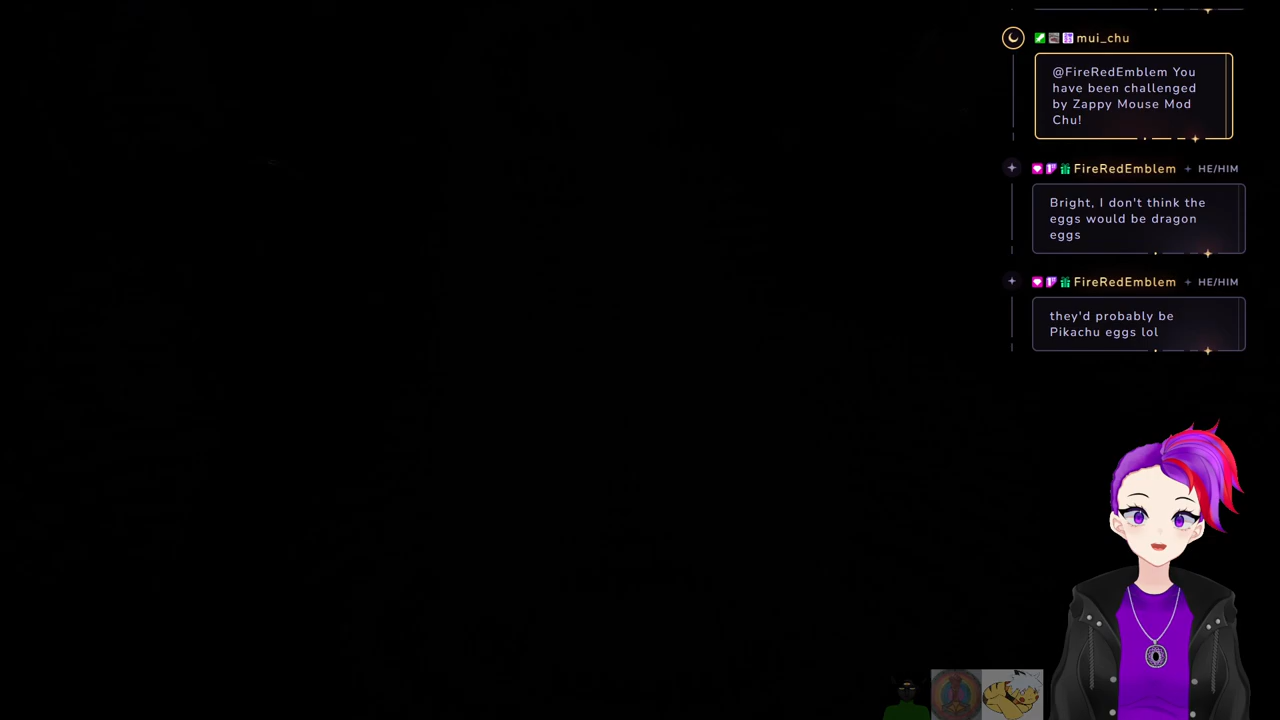 mui_chu
@FireRedEmblem You
have been challenged
by Zappy Mouse Mod
Chu!
FireRedEmblem HE/HIM
Bright, I don't think the
eggs would be dragon
eggs
FireRedEmblem HE/HIM
they'd probably be
Pikachu eggs lol